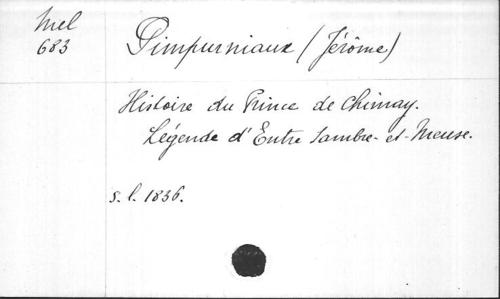 Mel
683
Pimpurniaux (Jérôme)
Histoire du Prince de Chimay.
Légende d'Entre Sambre-et-Meuse.
s. l. 1836.